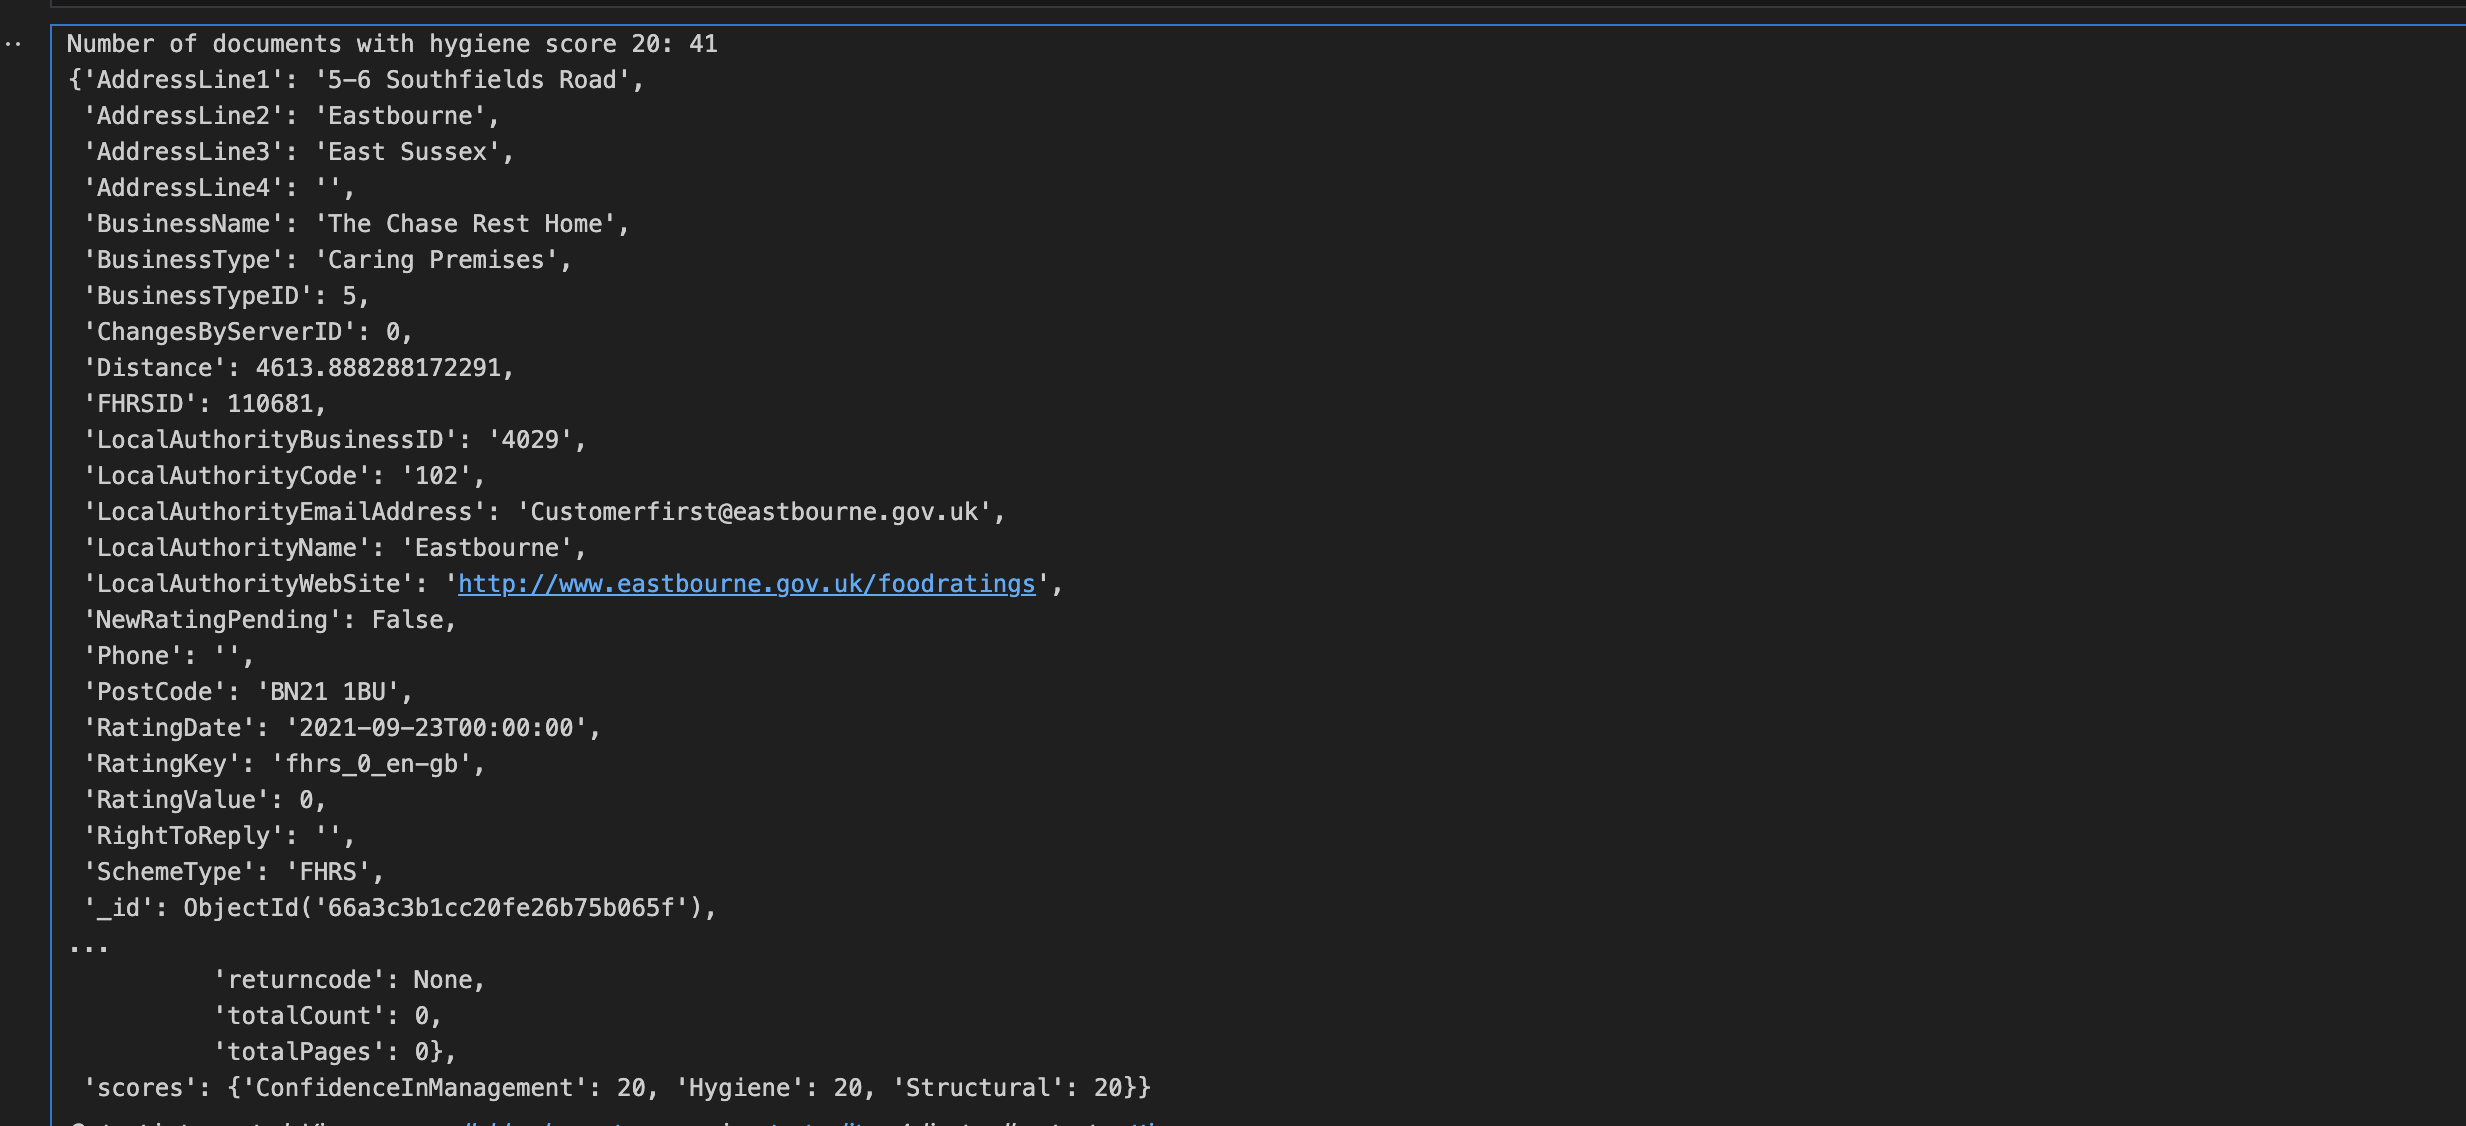 Number of documents with hygiene score 20: 41
{'AddressLine1': '5-6 Southfields Road',
 'AddressLine2': 'Eastbourne',
 'AddressLine3': 'East Sussex',
 'AddressLine4': '',
 'BusinessName': 'The Chase Rest Home',
 'BusinessType': 'Caring Premises',
 'BusinessTypeID': 5,
 'ChangesByServerID': 0,
 'Distance': 4613.888288172291,
 'FHRSID': 110681,
 'LocalAuthorityBusinessID': '4029',
 'LocalAuthorityCode': '102',
 'LocalAuthorityEmailAddress': 'Customerfirst@eastbourne.gov.uk',
 'LocalAuthorityName': 'Eastbourne',
 'LocalAuthorityWebSite': 'http://www.eastbourne.gov.uk/foodratings',
 'NewRatingPending': False,
 'Phone': '',
 'PostCode': 'BN21 1BU',
 'RatingDate': '2021-09-23T00:00:00',
 'RatingKey': 'fhrs_0_en-gb',
 'RatingValue': 0,
 'RightToReply': '',
 'SchemeType': 'FHRS',
 '_id': ObjectId('66a3c3b1cc20fe26b75b065f'),
...
          'returncode': None,
          'totalCount': 0,
          'totalPages': 0},
 'scores': {'ConfidenceInManagement': 20, 'Hygiene': 20, 'Structural': 20}}